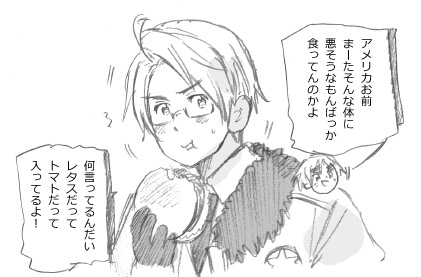 アメリカお前
まーたそんな体に
悪そうなもんばっか
食ってんのかよ
何言ってるんだい
レタスだって
トマトだって
入ってるよ！